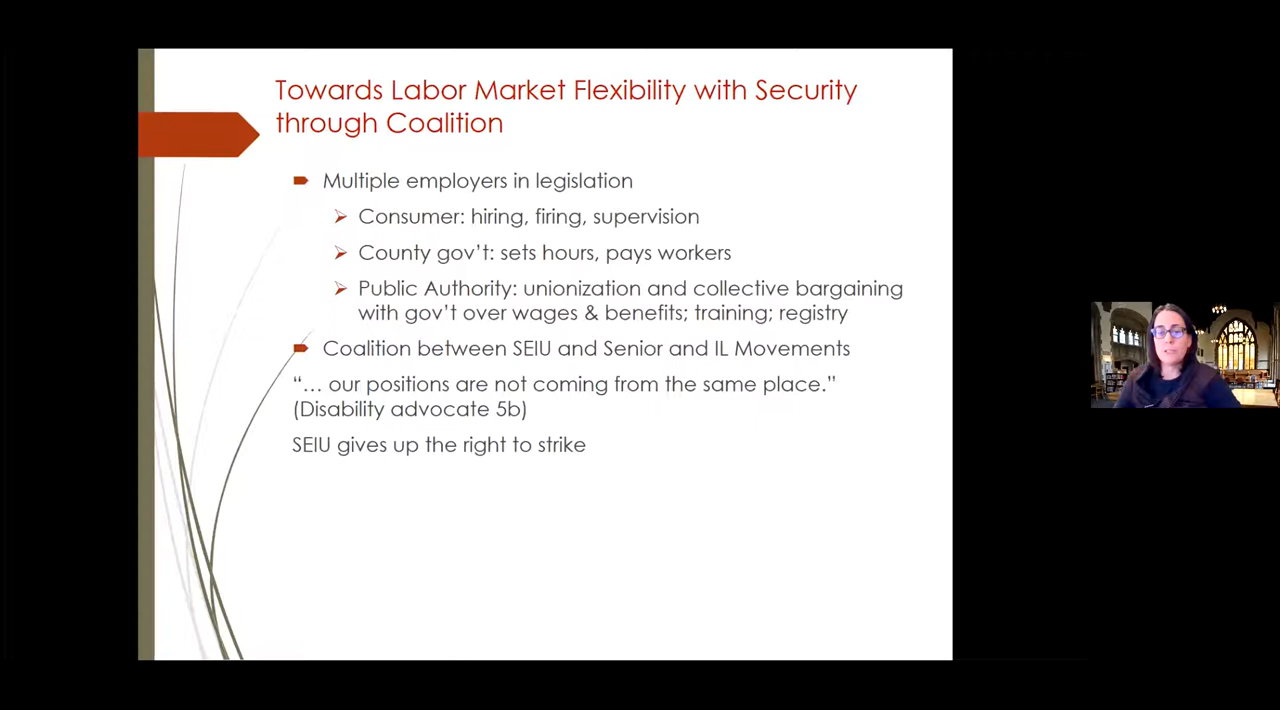 Towards Labor Market Flexibility with Security
through Coalition
Multiple employers in legislation
Consumer: hiring, firing, supervision
County gov't: sets hours, pays workers
Public Authority: unionization and collective bargaining
with gov't over wages & benefits; training; registry
Coalition between SEIU and Senior and IL Movements
“… our positions are not coming from the same place.”
(Disability advocate 5b)
SEIU gives up the right to strike